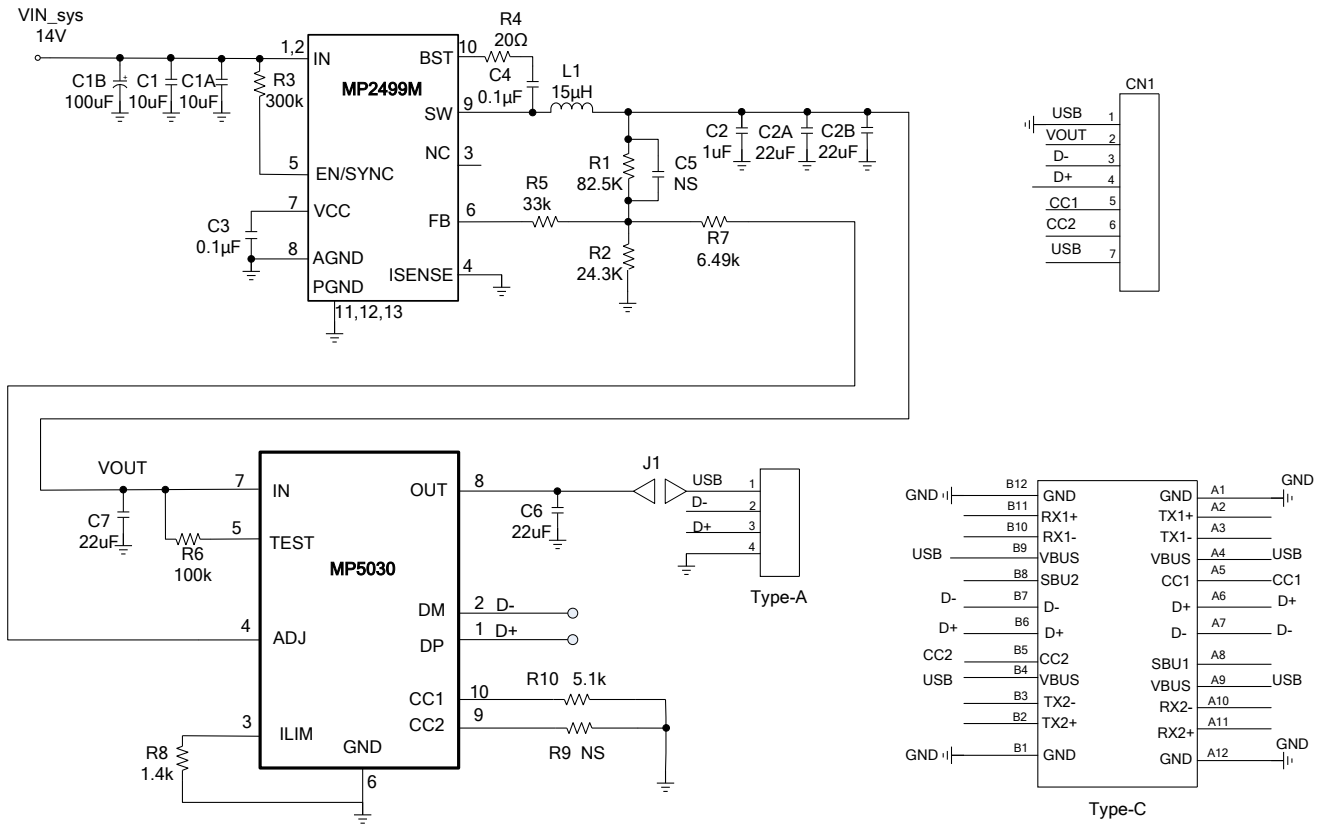 VIN_sys
14V
C1B
100uF
C1
10uF
C1A
10uF
R3
300k
1,2 IN
MP2499M
BST 10
R4
20Ω
C4
0.1µF
L1
15µH
SW 9
NC 3
5 EN/SYNC
7 VCC
C3
0.1µF
8 AGND
PGND
11,12,13
FB 6
ISENSE 4
R5
33k
R1
82.5K
C5
NS
R2
24.3K
R7
6.49k
C2
1uF
C2A
22uF
C2B
22uF
CN1
USB 1
VOUT 2
D- 3
D+ 4
CC1 5
CC2 6
USB 7
VOUT
C7
22uF
R6
100k
7 IN
5 TEST
MP5030
4 ADJ
3 ILIM
R8
1.4k
GND
6
OUT 8
C6
22uF
J1
USB 1
D- 2
D+ 3
4
Type-A
DM 2 D-
DP 1 D+
CC1 10
R10 5.1k
CC2 9
R9 NS
GND B12 GND
B11 RX1+
B10 RX1-
USB B9 VBUS
B8 SBU2
D- B7 D-
D+ B6 D+
CC2 B5 CC2
USB B4 VBUS
B3 TX2-
B2 TX2+
GND B1 GND
GND A1 GND
TX1+ A2
TX1- A3
VBUS A4 USB
CC1 A5 CC1
D+ A6 D+
D- A7 D-
SBU1 A8
VBUS A9 USB
RX2- A10
RX2+ A11
GND A12 GND
Type-C